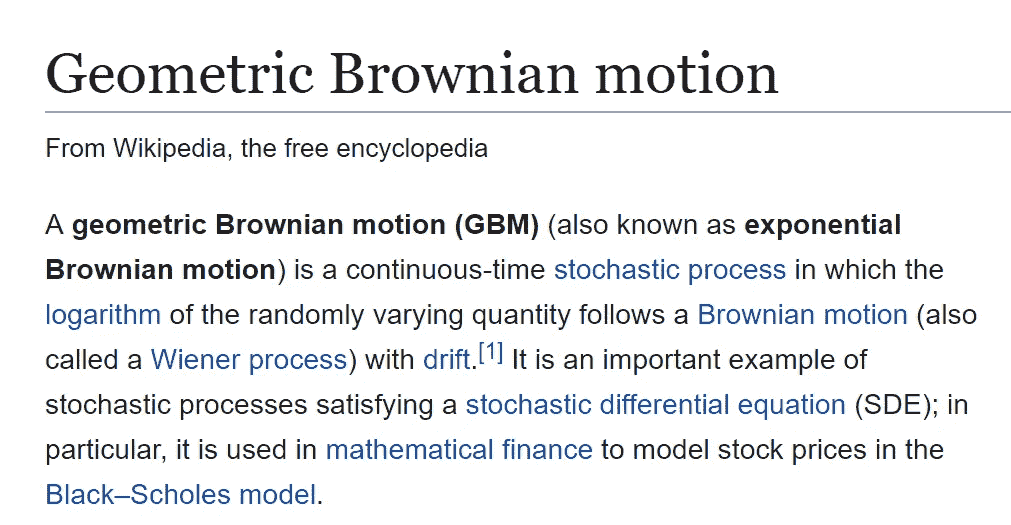 Geometric Brownian motion
From Wikipedia, the free encyclopedia
A geometric Brownian motion (GBM) (also known as exponential
Brownian motion) is a continuous-time stochastic process in which the
logarithm of the randomly varying quantity follows a Brownian motion (also
called a Wiener process) with drift.[1] It is an important example of
stochastic processes satisfying a stochastic differential equation (SDE); in
particular, it is used in mathematical finance to model stock prices in the
Black–Scholes model.